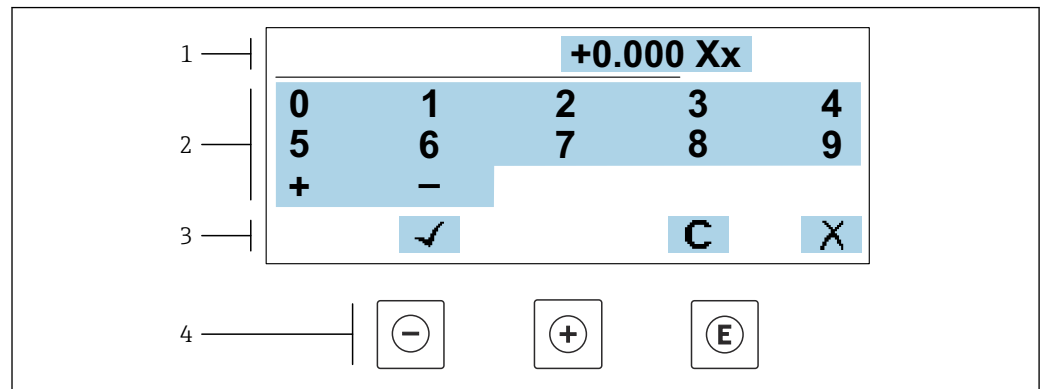 1 +0.000 Xx
0 1 2 3 4
2 5 6 7 8 9
+ −
3 ✓ C X
4 − + E